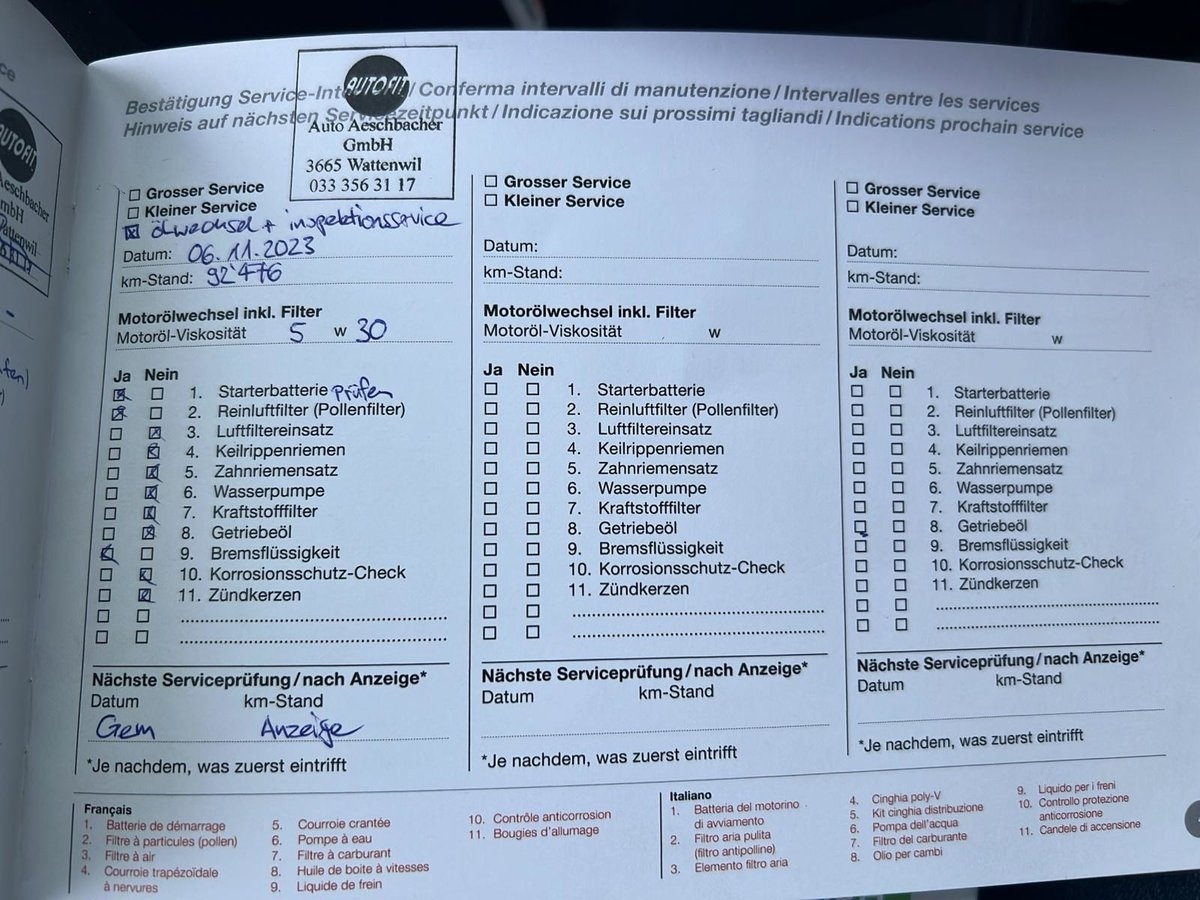 ce
AUTOFIT
Aeschbacher
mbH
Wattenwil
-
fen)
)
AUTOFIT
Auto Aeschbacher
GmbH
3665 Wattenwil
033 356 31 17
Bestätigung Service-Int / Conferma intervalli di manutenzione / Intervalles entre les services
Hinweis auf nächsten Servicezeitpunkt / Indicazione sui prossimi tagliandi / Indications prochain service
Grosser Service
Kleiner Service
ölwechsel + inspektionsservice
Datum: 06.11.2023
km-Stand: 92'476
Motorölwechsel inkl. Filter
Motoröl-Viskosität 5 w 30
Ja Nein
1. Starterbatterie prüfen
2. Reinluftfilter (Pollenfilter)
3. Luftfiltereinsatz
4. Keilrippenriemen
5. Zahnriemensatz
6. Wasserpumpe
7. Kraftstofffilter
8. Getriebeöl
9. Bremsflüssigkeit
10. Korrosionsschutz-Check
11. Zündkerzen
Nächste Serviceprüfung / nach Anzeige*
Datum km-Stand
Gem Anzeige
*Je nachdem, was zuerst eintrifft
Grosser Service
Kleiner Service
Datum:
km-Stand:
Motorölwechsel inkl. Filter
Motoröl-Viskosität w
Ja Nein
1. Starterbatterie
2. Reinluftfilter (Pollenfilter)
3. Luftfiltereinsatz
4. Keilrippenriemen
5. Zahnriemensatz
6. Wasserpumpe
7. Kraftstofffilter
8. Getriebeöl
9. Bremsflüssigkeit
10. Korrosionsschutz-Check
11. Zündkerzen
Nächste Serviceprüfung / nach Anzeige*
Datum km-Stand
*Je nachdem, was zuerst eintrifft
Grosser Service
Kleiner Service
Datum:
km-Stand:
Motorölwechsel inkl. Filter
Motoröl-Viskosität w
Ja Nein
1. Starterbatterie
2. Reinluftfilter (Pollenfilter)
3. Luftfiltereinsatz
4. Keilrippenriemen
5. Zahnriemensatz
6. Wasserpumpe
7. Kraftstofffilter
8. Getriebeöl
9. Bremsflüssigkeit
10. Korrosionsschutz-Check
11. Zündkerzen
Nächste Serviceprüfung / nach Anzeige*
Datum km-Stand
*Je nachdem, was zuerst eintrifft
Français
1. Batterie de démarrage
2. Filtre à particules (pollen)
3. Filtre à air
4. Courroie trapézoïdale
à nervures
5. Courroie crantée
6. Pompe à eau
7. Filtre à carburant
8. Huile de boite à vitesses
9. Liquide de frein
10. Contrôle anticorrosion
11. Bougies d'allumage
Italiano
1. Batteria del motorino
di avviamento
2. Filtro aria pulita
(filtro antipolline)
3. Elemento filtro aria
4. Cinghia poly-V
5. Kit cinghia distribuzione
6. Pompa dell'acqua
7. Filtro del carburante
8. Olio per cambi
9. Liquido per i freni
10. Controllo protezione
anticorrosione
11. Candele di accensione